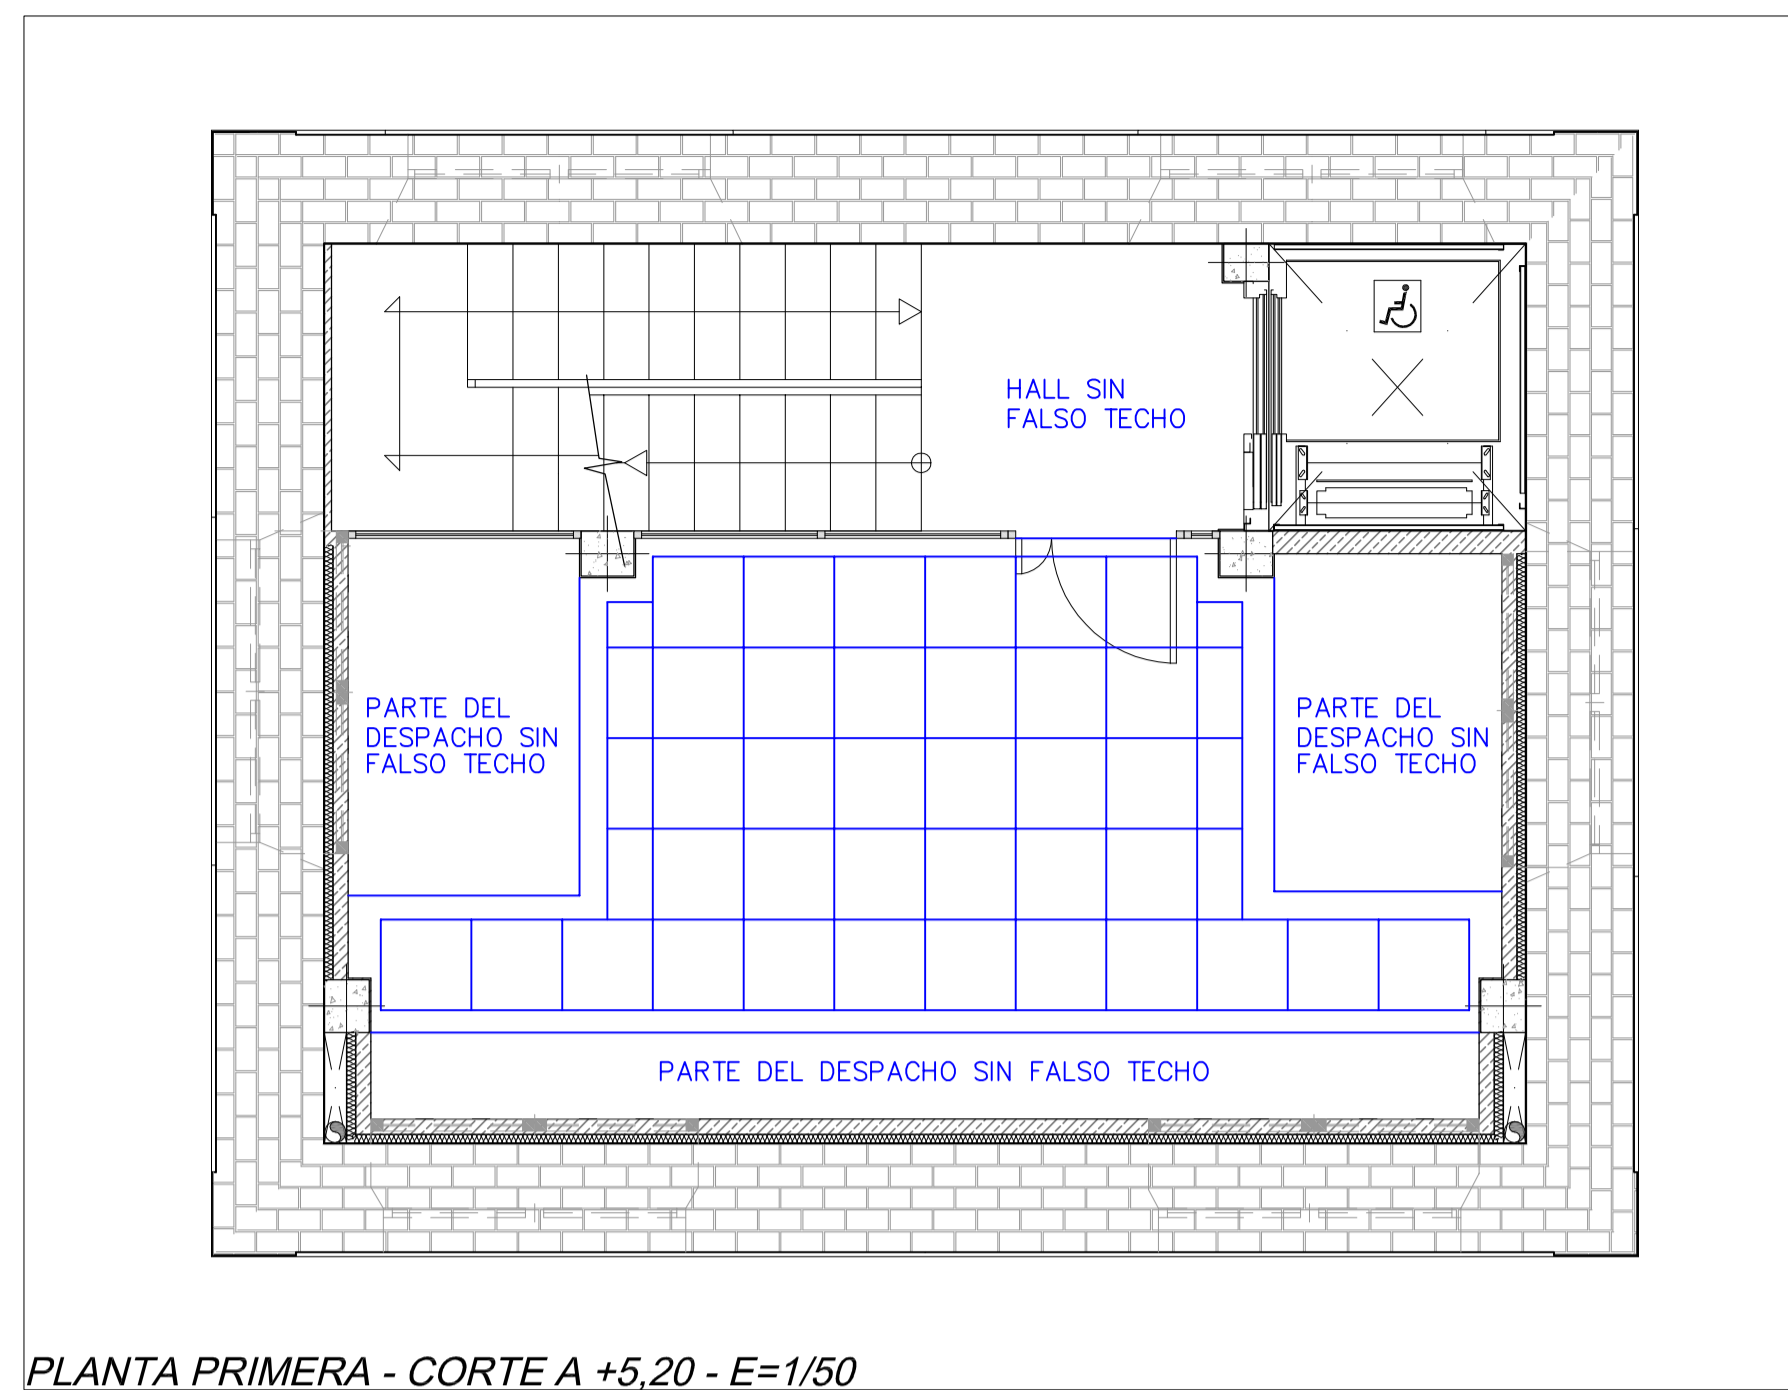 HALL SIN
FALSO TECHO
PARTE DEL
DESPACHO SIN
FALSO TECHO
PARTE DEL
DESPACHO SIN
FALSO TECHO
PARTE DEL DESPACHO SIN FALSO TECHO
PLANTA PRIMERA - CORTE A +5,20 - E=1/50